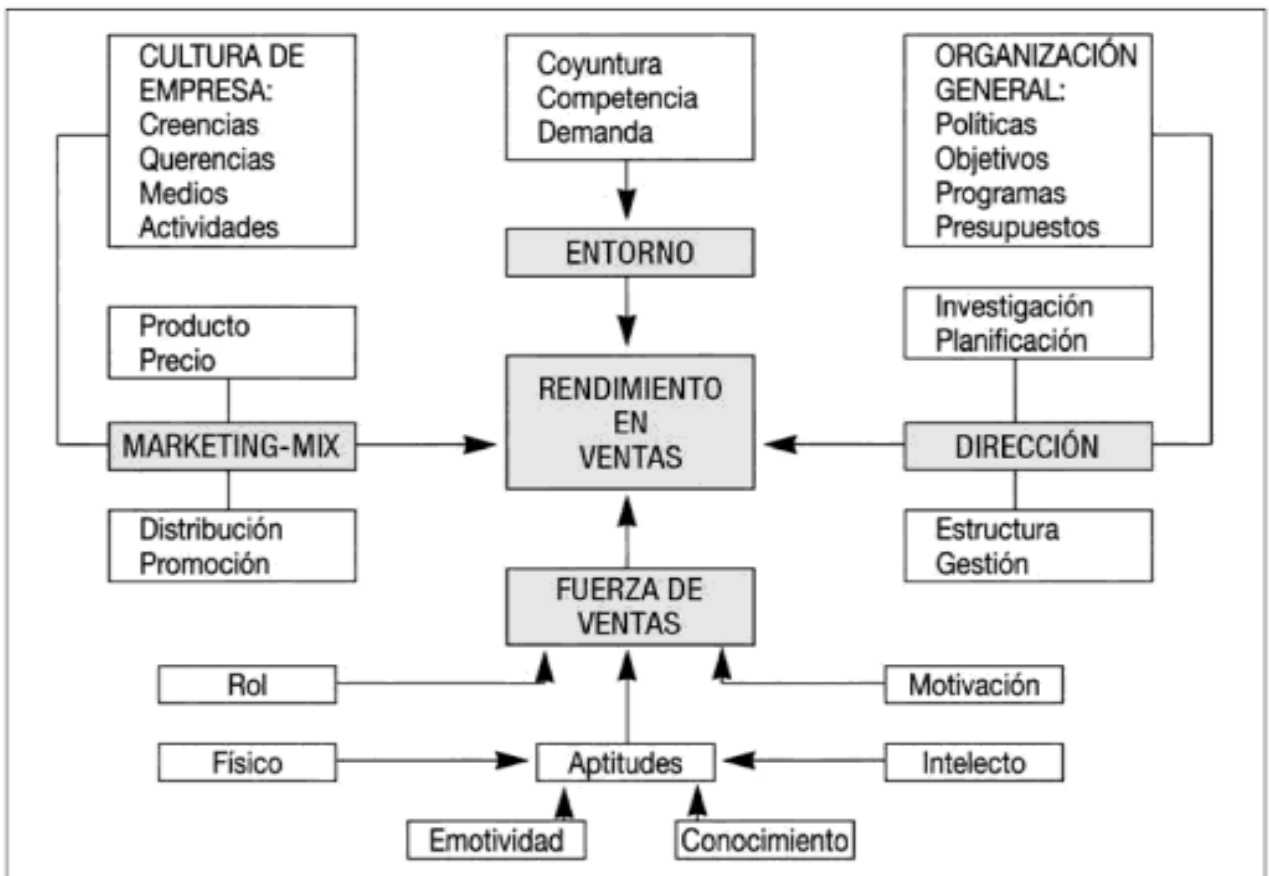 CULTURA DE
EMPRESA:
Creencias
Querencias
Medios
Actividades
Coyuntura
Competencia
Demanda
ORGANIZACIÓN
GENERAL:
Políticas
Objetivos
Programas
Presupuestos
ENTORNO
Producto
Precio
Investigación
Planificación
RENDIMIENTO
EN
VENTAS
MARKETING-MIX
DIRECCIÓN
Distribución
Promoción
Estructura
Gestión
FUERZA DE
VENTAS
Rol
Motivación
Físico
Aptitudes
Intelecto
Emotividad
Conocimiento